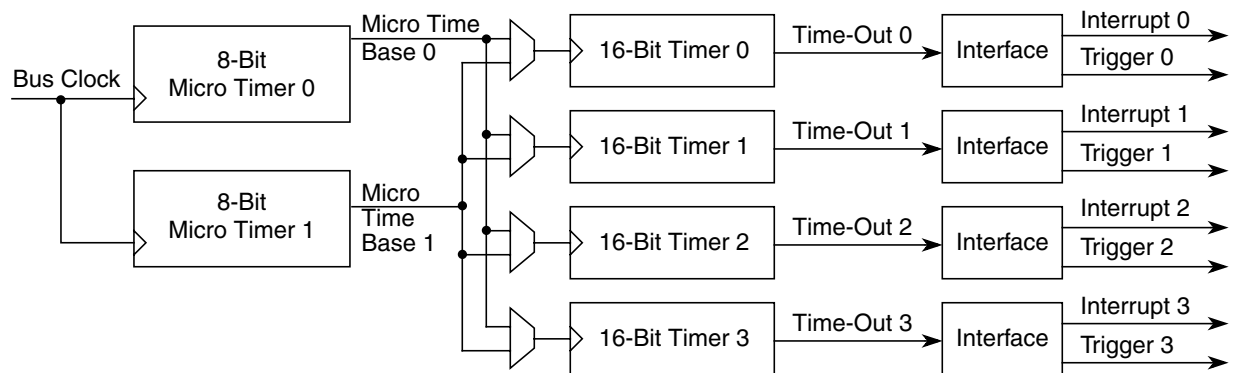 Bus Clock
8-Bit
Micro Timer 0
8-Bit
Micro Timer 1
Micro Time
Base 0
Micro
Time
Base 1
16-Bit Timer 0
Time-Out 0
Interface
Interrupt 0
Trigger 0
16-Bit Timer 1
Time-Out 1
Interface
Interrupt 1
Trigger 1
16-Bit Timer 2
Time-Out 2
Interface
Interrupt 2
Trigger 2
16-Bit Timer 3
Time-Out 3
Interface
Interrupt 3
Trigger 3